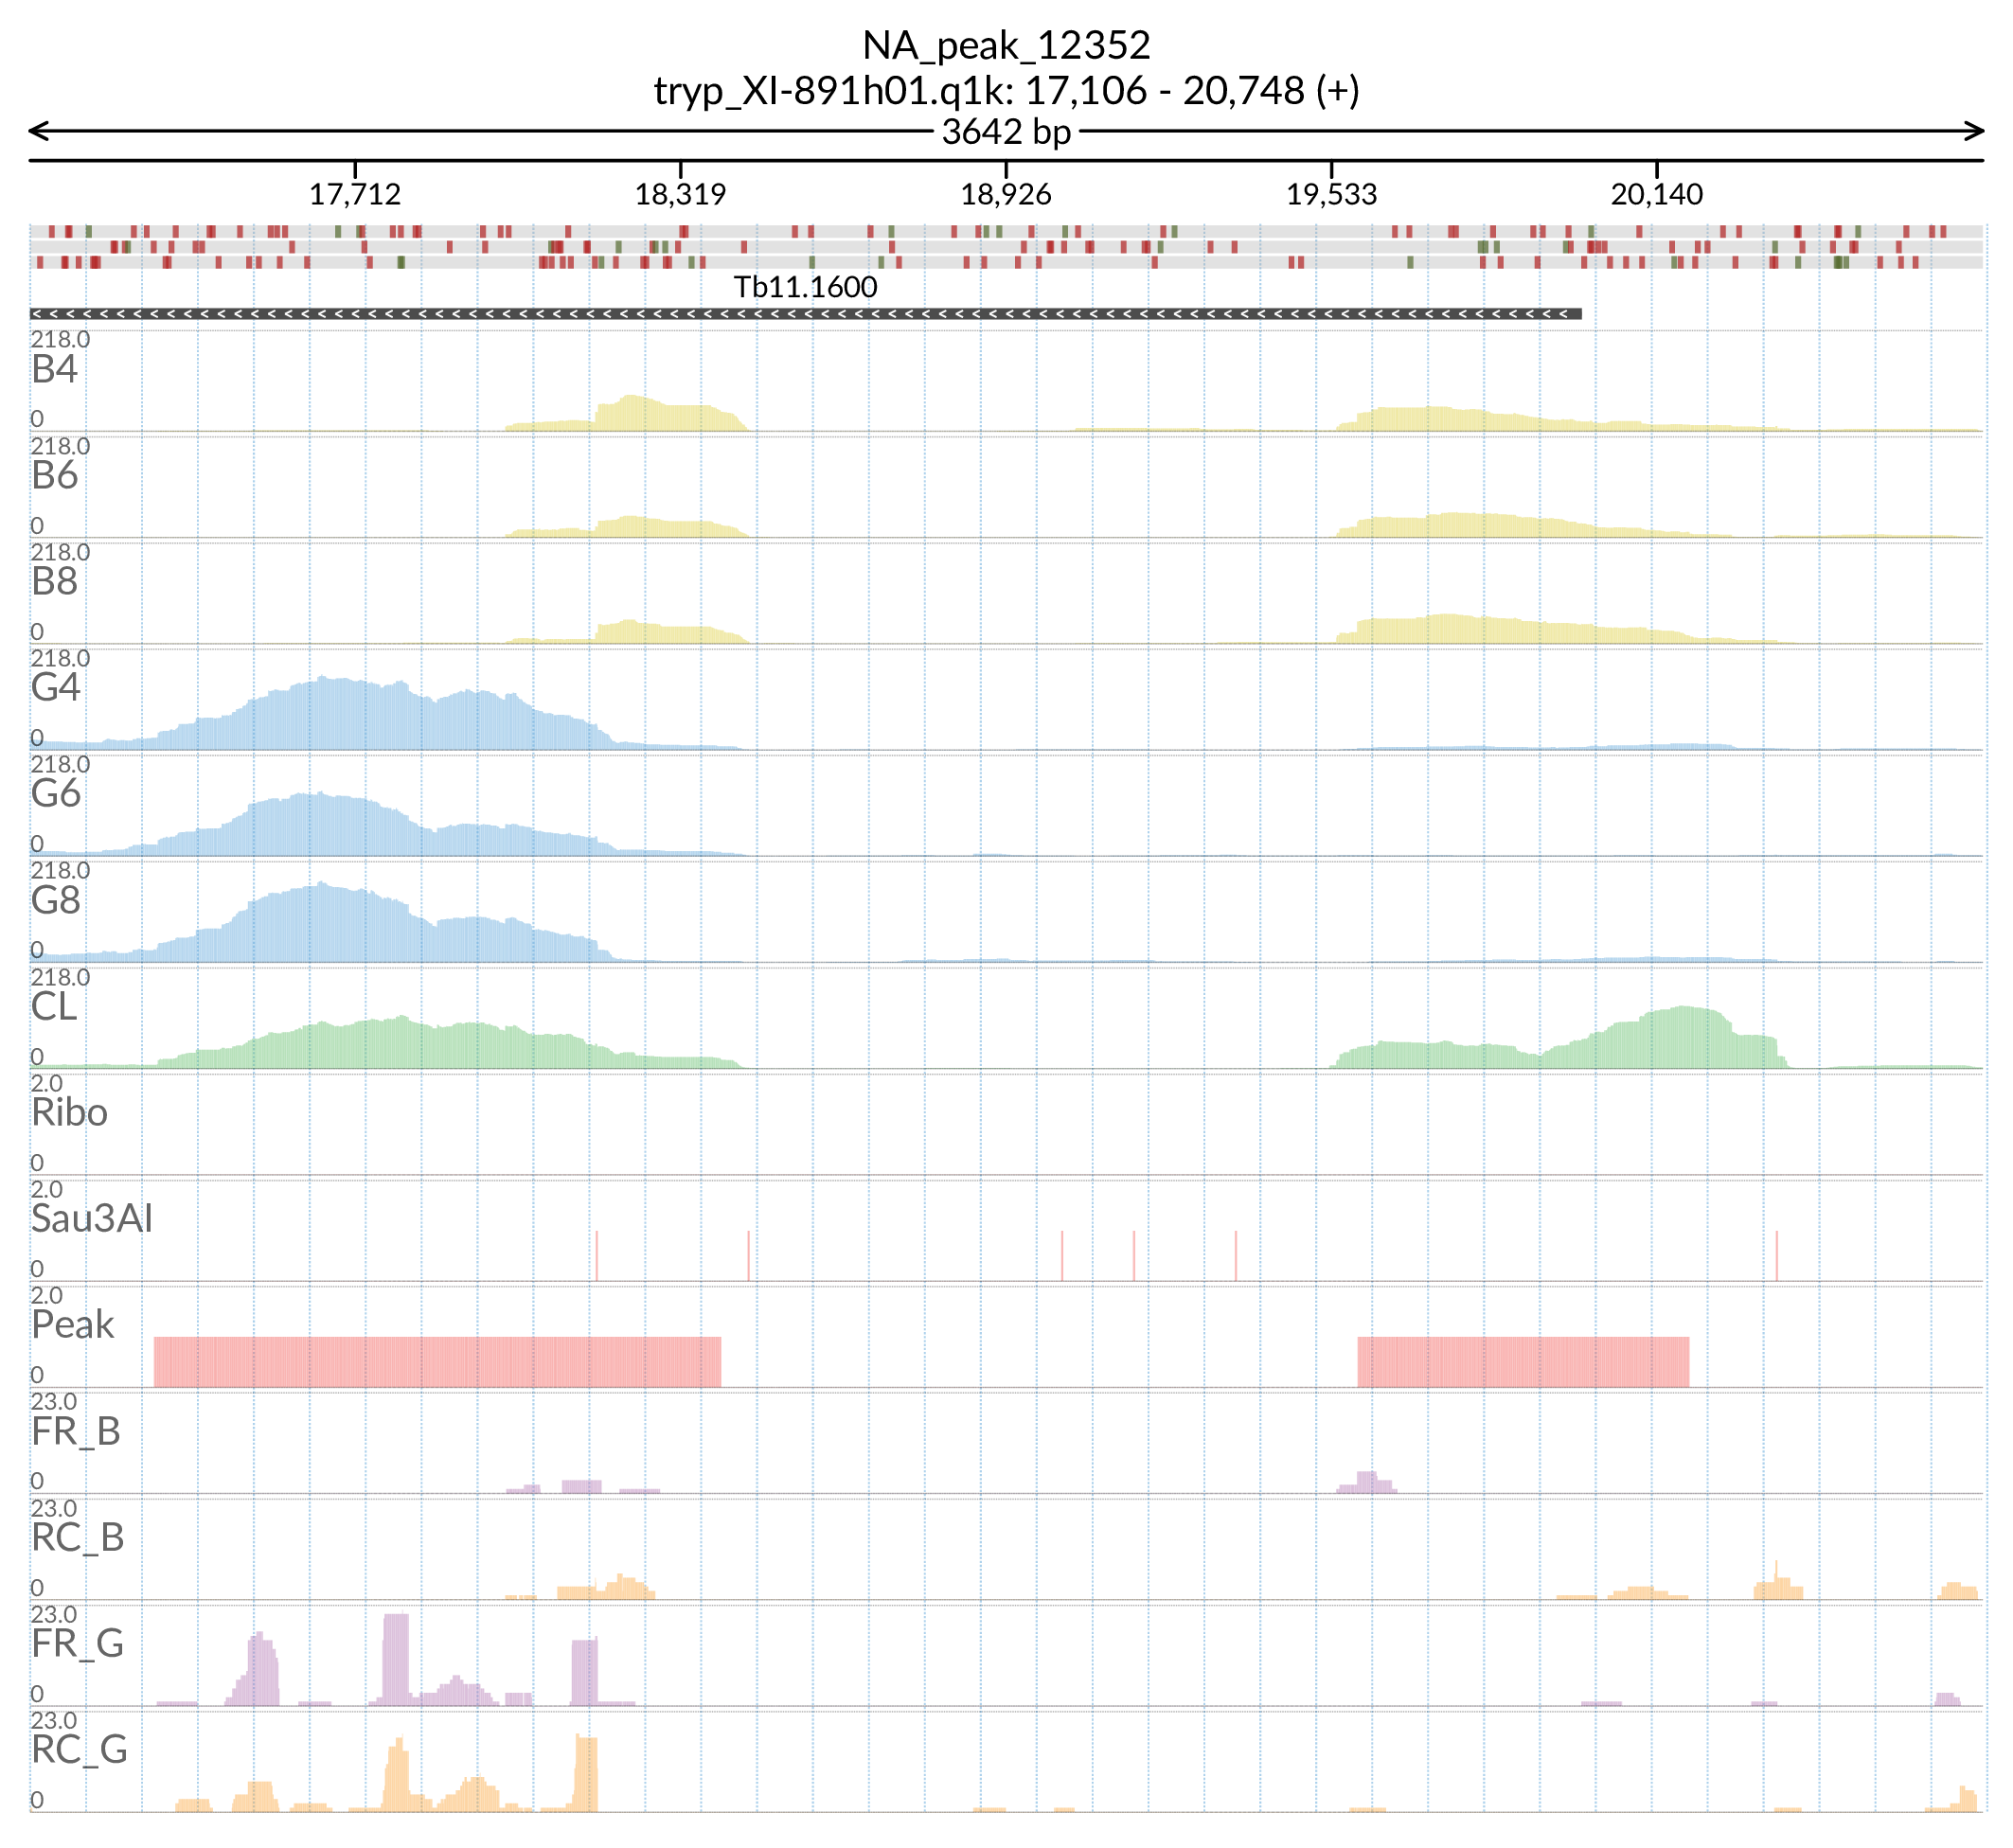 NA_peak_12352
tryp_XI-891h01.q1k: 17,106 - 20,748 (+)
3642 bp
17,712 18,319 18,926 19,533 20,140
Tb11.1600
218.0
B4
0
218.0
B6
0
218.0
B8
0
218.0
G4
0
218.0
G6
0
218.0
G8
0
218.0
CL
0
2.0
Ribo
0
2.0
Sau3AI
0
2.0
Peak
0
23.0
FR_B
0
23.0
RC_B
0
23.0
FR_G
0
23.0
RC_G
0